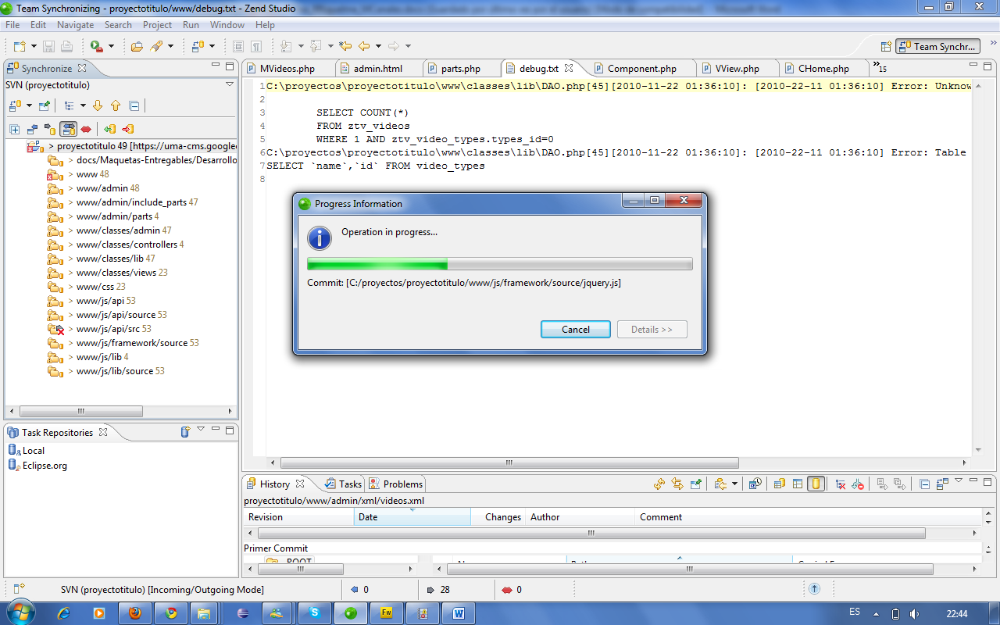 Team Synchronizing - proyectotitulo/www/debug.txt - Zend Studio
File Edit Navigate Search Project Run Window Help
Team Synchr...
Synchronize
SVN (proyectotitulo)
> proyectotitulo 49 [https://uma-cms.google
> docs/Maquetas-Entregables/Desarrollo
> www 48
> www/admin 48
> www/admin/include_parts 47
> www/admin/parts 4
> www/classes/admin 47
> www/classes/controllers 4
> www/classes/lib 47
> www/classes/views 23
> www/css 23
> www/js/api 53
> www/js/api/source 53
> www/js/api/src 53
> www/js/framework/source 53
> www/js/lib 4
> www/js/lib/source 53
Task Repositories
Local
Eclipse.org
MVideos.php admin.html parts.php debug.txt Component.php VView.php CHome.php »15
1 C:\proyectos\proyectotitulo\www\classes\lib\DAO.php[45][2010-11-22 01:36:10]: [2010-22-11 01:36:10] Error: Unknow
2
3 SELECT COUNT(*)
4 FROM ztv_videos
5 WHERE 1 AND ztv_video_types.types_id=0
6 C:\proyectos\proyectotitulo\www\classes\lib\DAO.php[45][2010-11-22 01:36:10]: [2010-22-11 01:36:10] Error: Table
7 SELECT `name`,`id` FROM video_types
8
Progress Information
Operation in progress...
Commit: [C:/proyectos/proyectotitulo/www/js/framework/source/jquery.js]
Cancel Details >>
History Tasks Problems
proyectotitulo/www/admin/xml/videos.xml
Revision Date Changes Author Comment
Primer Commit
ROOT
SVN (proyectotitulo) [Incoming/Outgoing Mode] 0 28 0
Fw
W
ES 22:44